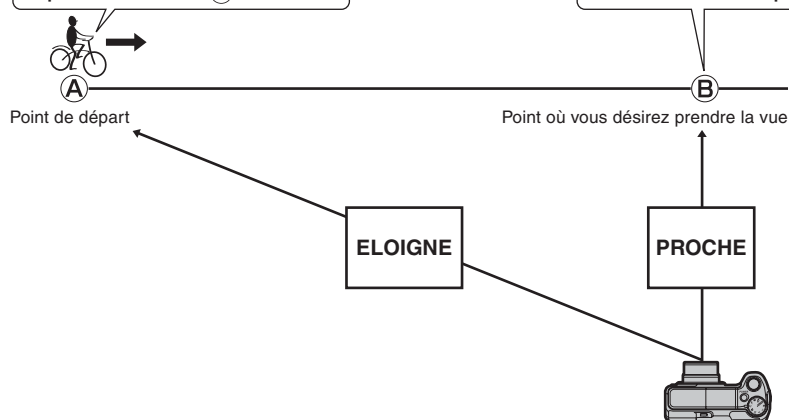 A
B
Point de départ
Point où vous désirez prendre la vue
ELOIGNE
PROCHE